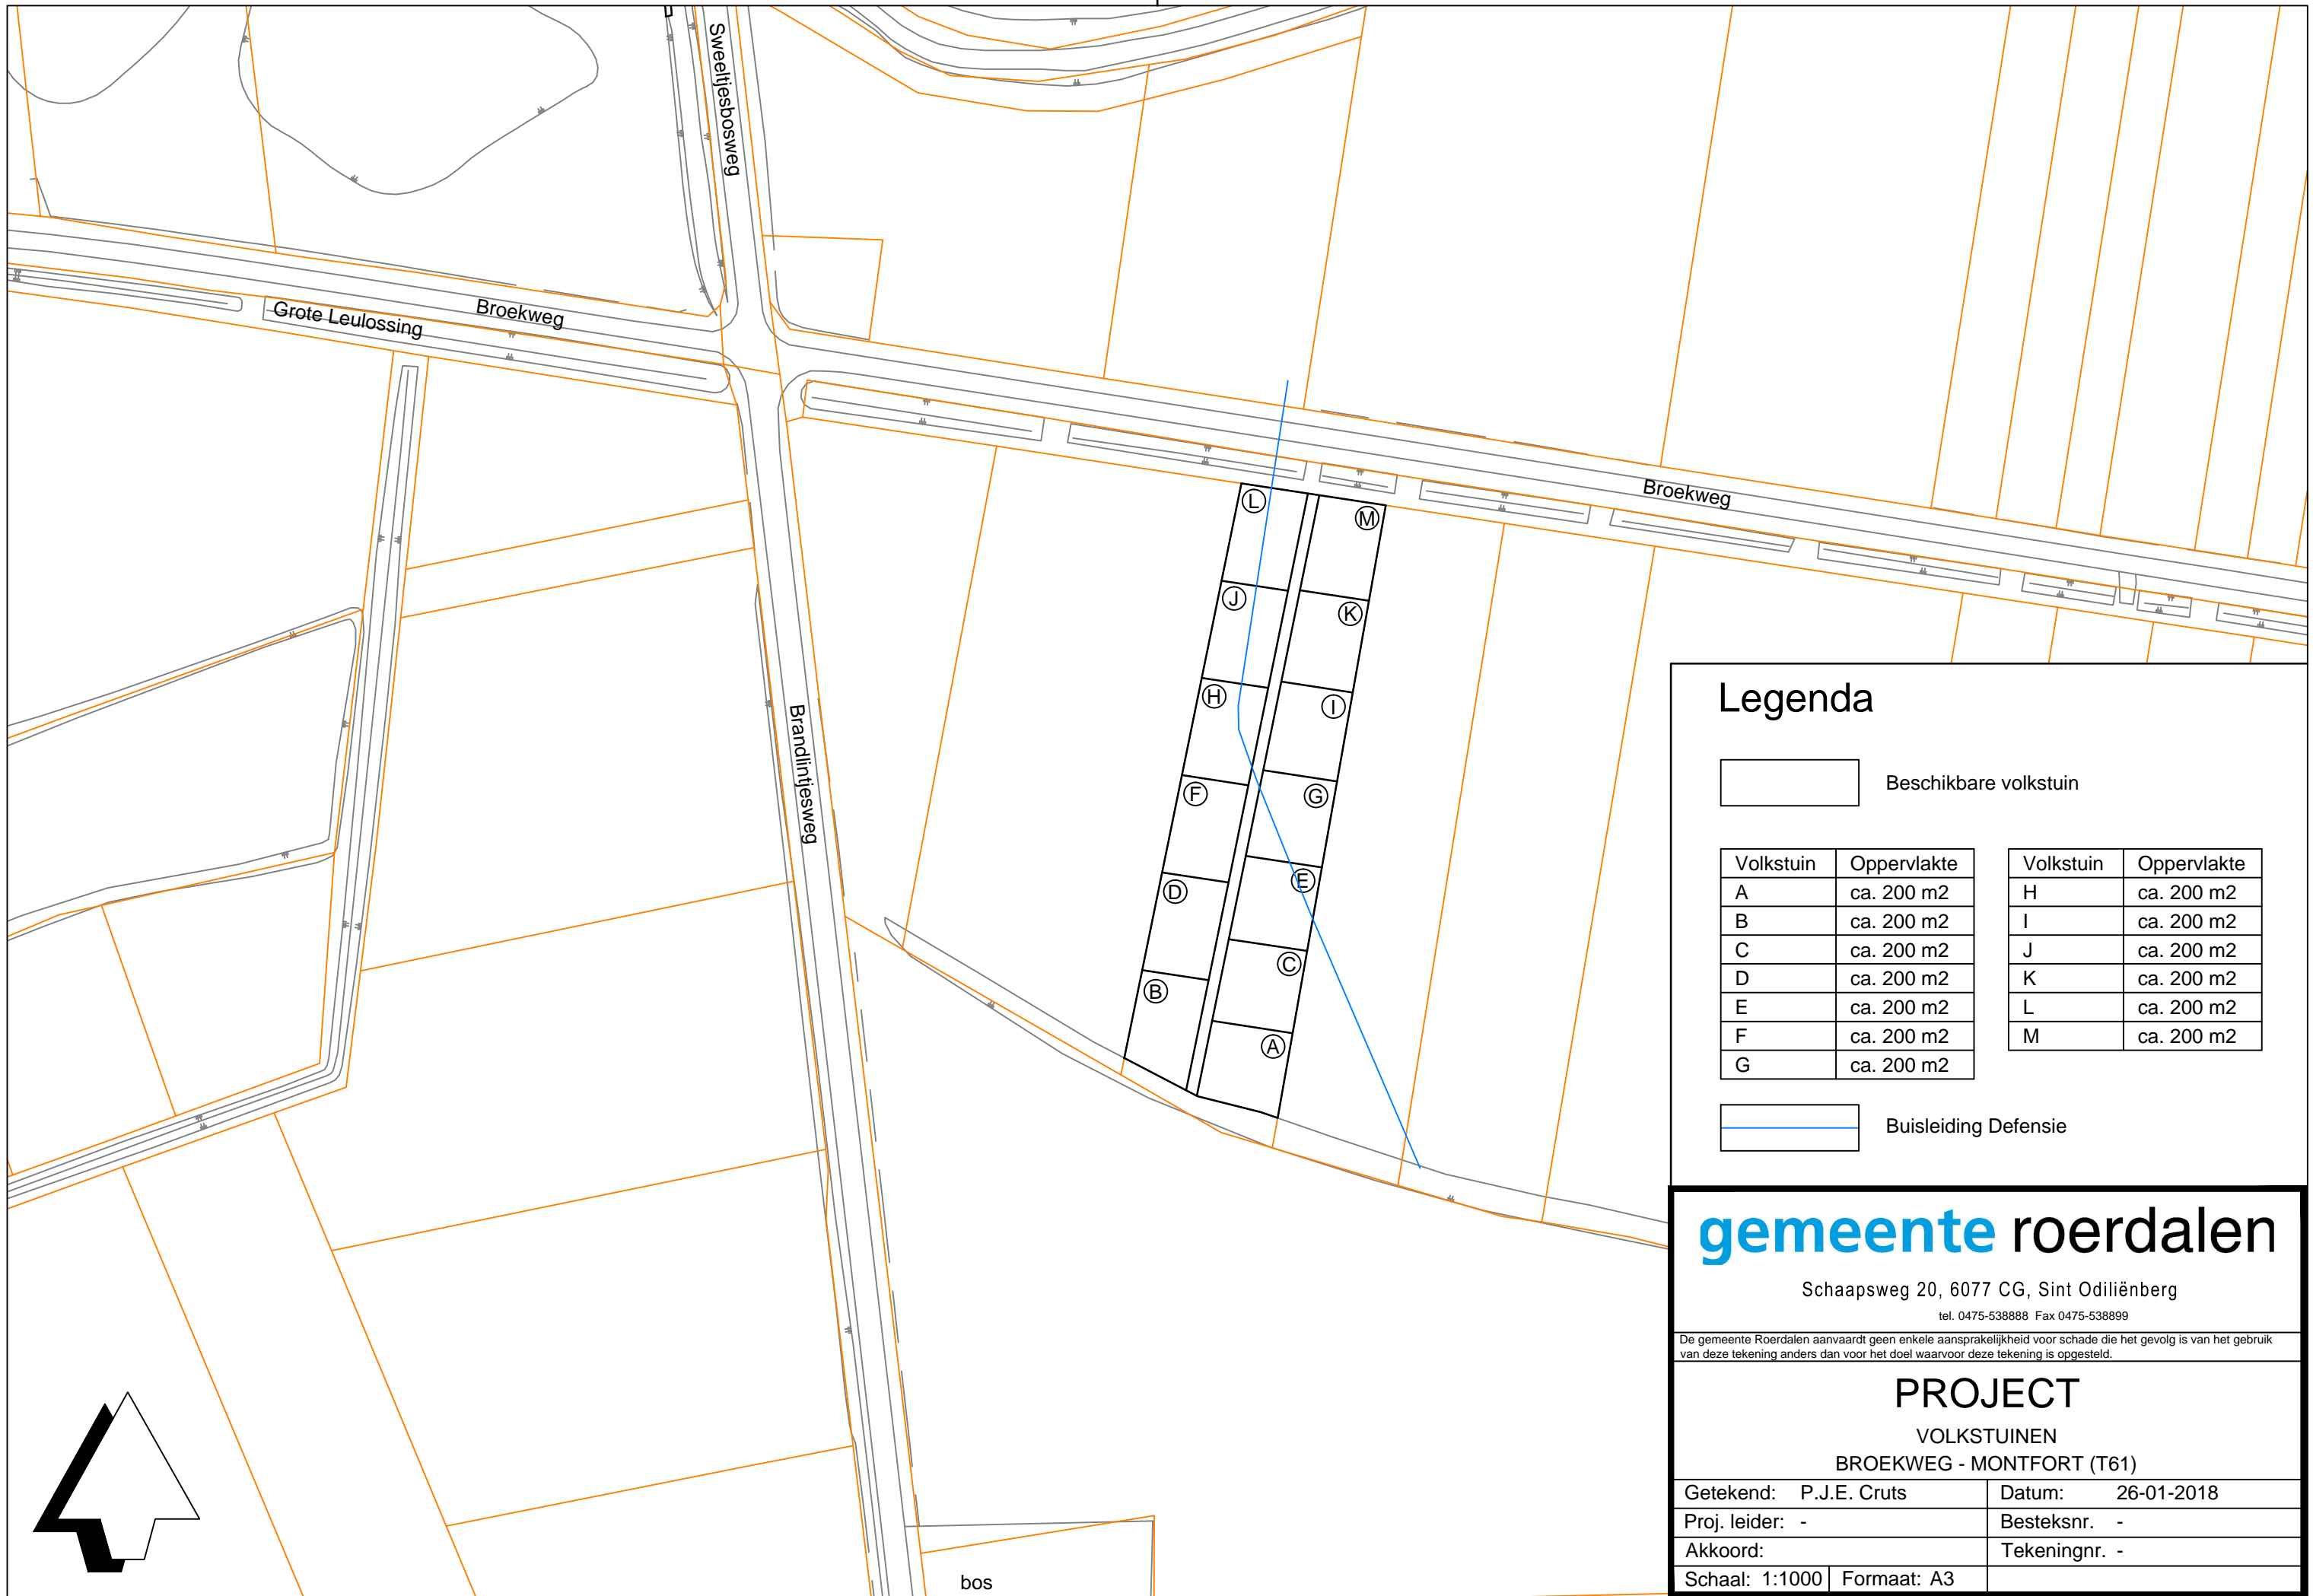 Sweeltjesbosweg
Grote Leulossing
Broekweg
Broekweg
Brandlintjesweg
L
M
J
K
H
I
F
G
D
E
B
C
A
bos
Legenda
Beschikbare volkstuin
Volkstuin Oppervlakte
A ca. 200 m2
B ca. 200 m2
C ca. 200 m2
D ca. 200 m2
E ca. 200 m2
F ca. 200 m2
G ca. 200 m2
Volkstuin Oppervlakte
H ca. 200 m2
I ca. 200 m2
J ca. 200 m2
K ca. 200 m2
L ca. 200 m2
M ca. 200 m2
Buisleiding Defensie
gemeente roerdalen
Schaapsweg 20, 6077 CG, Sint Odiliënberg
tel. 0475-538888 Fax 0475-538899
De gemeente Roerdalen aanvaardt geen enkele aansprakelijkheid voor schade die het gevolg is van het gebruik
van deze tekening anders dan voor het doel waarvoor deze tekening is opgesteld.
PROJECT
VOLKSTUINEN
BROEKWEG - MONTFORT (T61)
Getekend: P.J.E. Cruts Datum: 26-01-2018
Proj. leider: - Besteksnr. -
Akkoord: Tekeningnr. -
Schaal: 1:1000 Formaat: A3